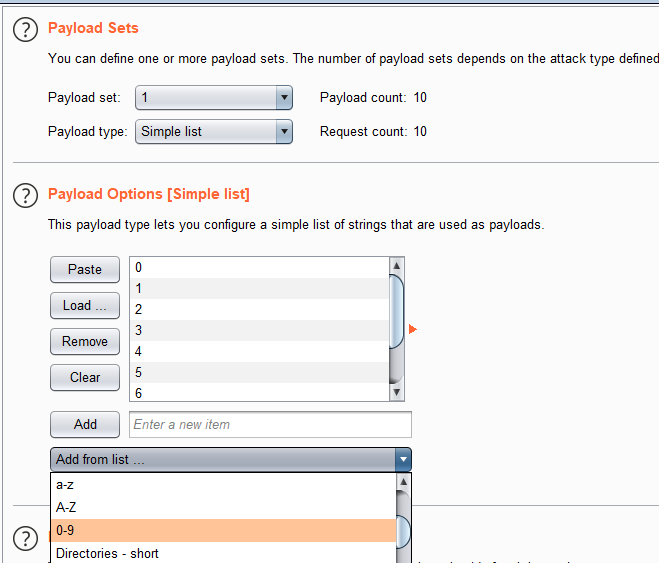 ?
Payload Sets
You can define one or more payload sets. The number of payload sets depends on the attack type defined
Payload set: 1 Payload count: 10
Payload type: Simple list Request count: 10
?
Payload Options [Simple list]
This payload type lets you configure a simple list of strings that are used as payloads.
Paste
Load ...
Remove
Clear
0
1
2
3
4
5
6
Add
Enter a new item
Add from list ...
a-z
A-Z
0-9
Directories - short
?